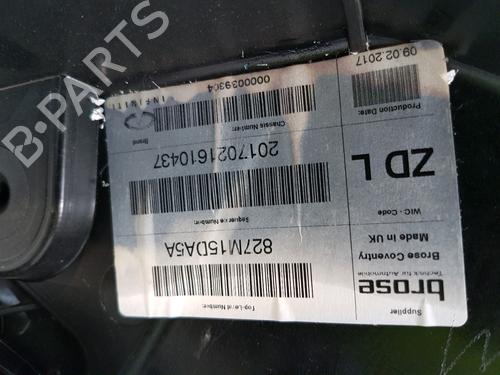 Supplier
brose
Technik für Automobile
Brose Coventry
Made in UK
WIC - Code
ZD L
Production Date:
09.02.2017
Top-Level Number:
827M15DA5A
Sequence Number:
2017021610437
Chassis Number:
0000039304
Brand
INFINITI
B-PARTS